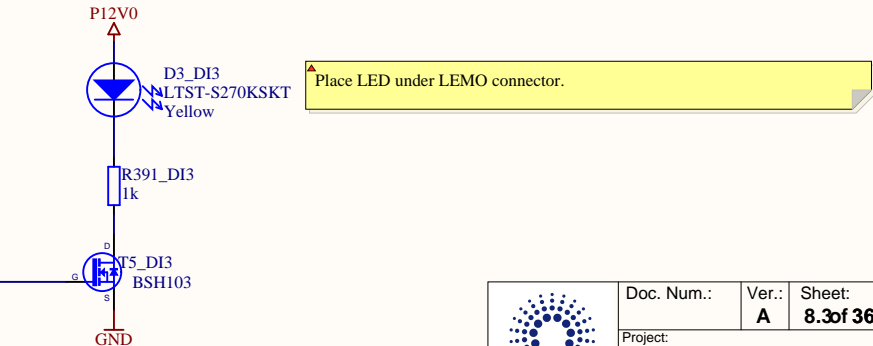 P12V0
D3_DI3
LTST-S270KSKT
Yellow
Place LED under LEMO connector.
R391_DI3
1k
D
T5_DI3
G
BSH103
S
GND
Doc. Num.:
Ver.:
A
Sheet:
8.3of 36
Project: